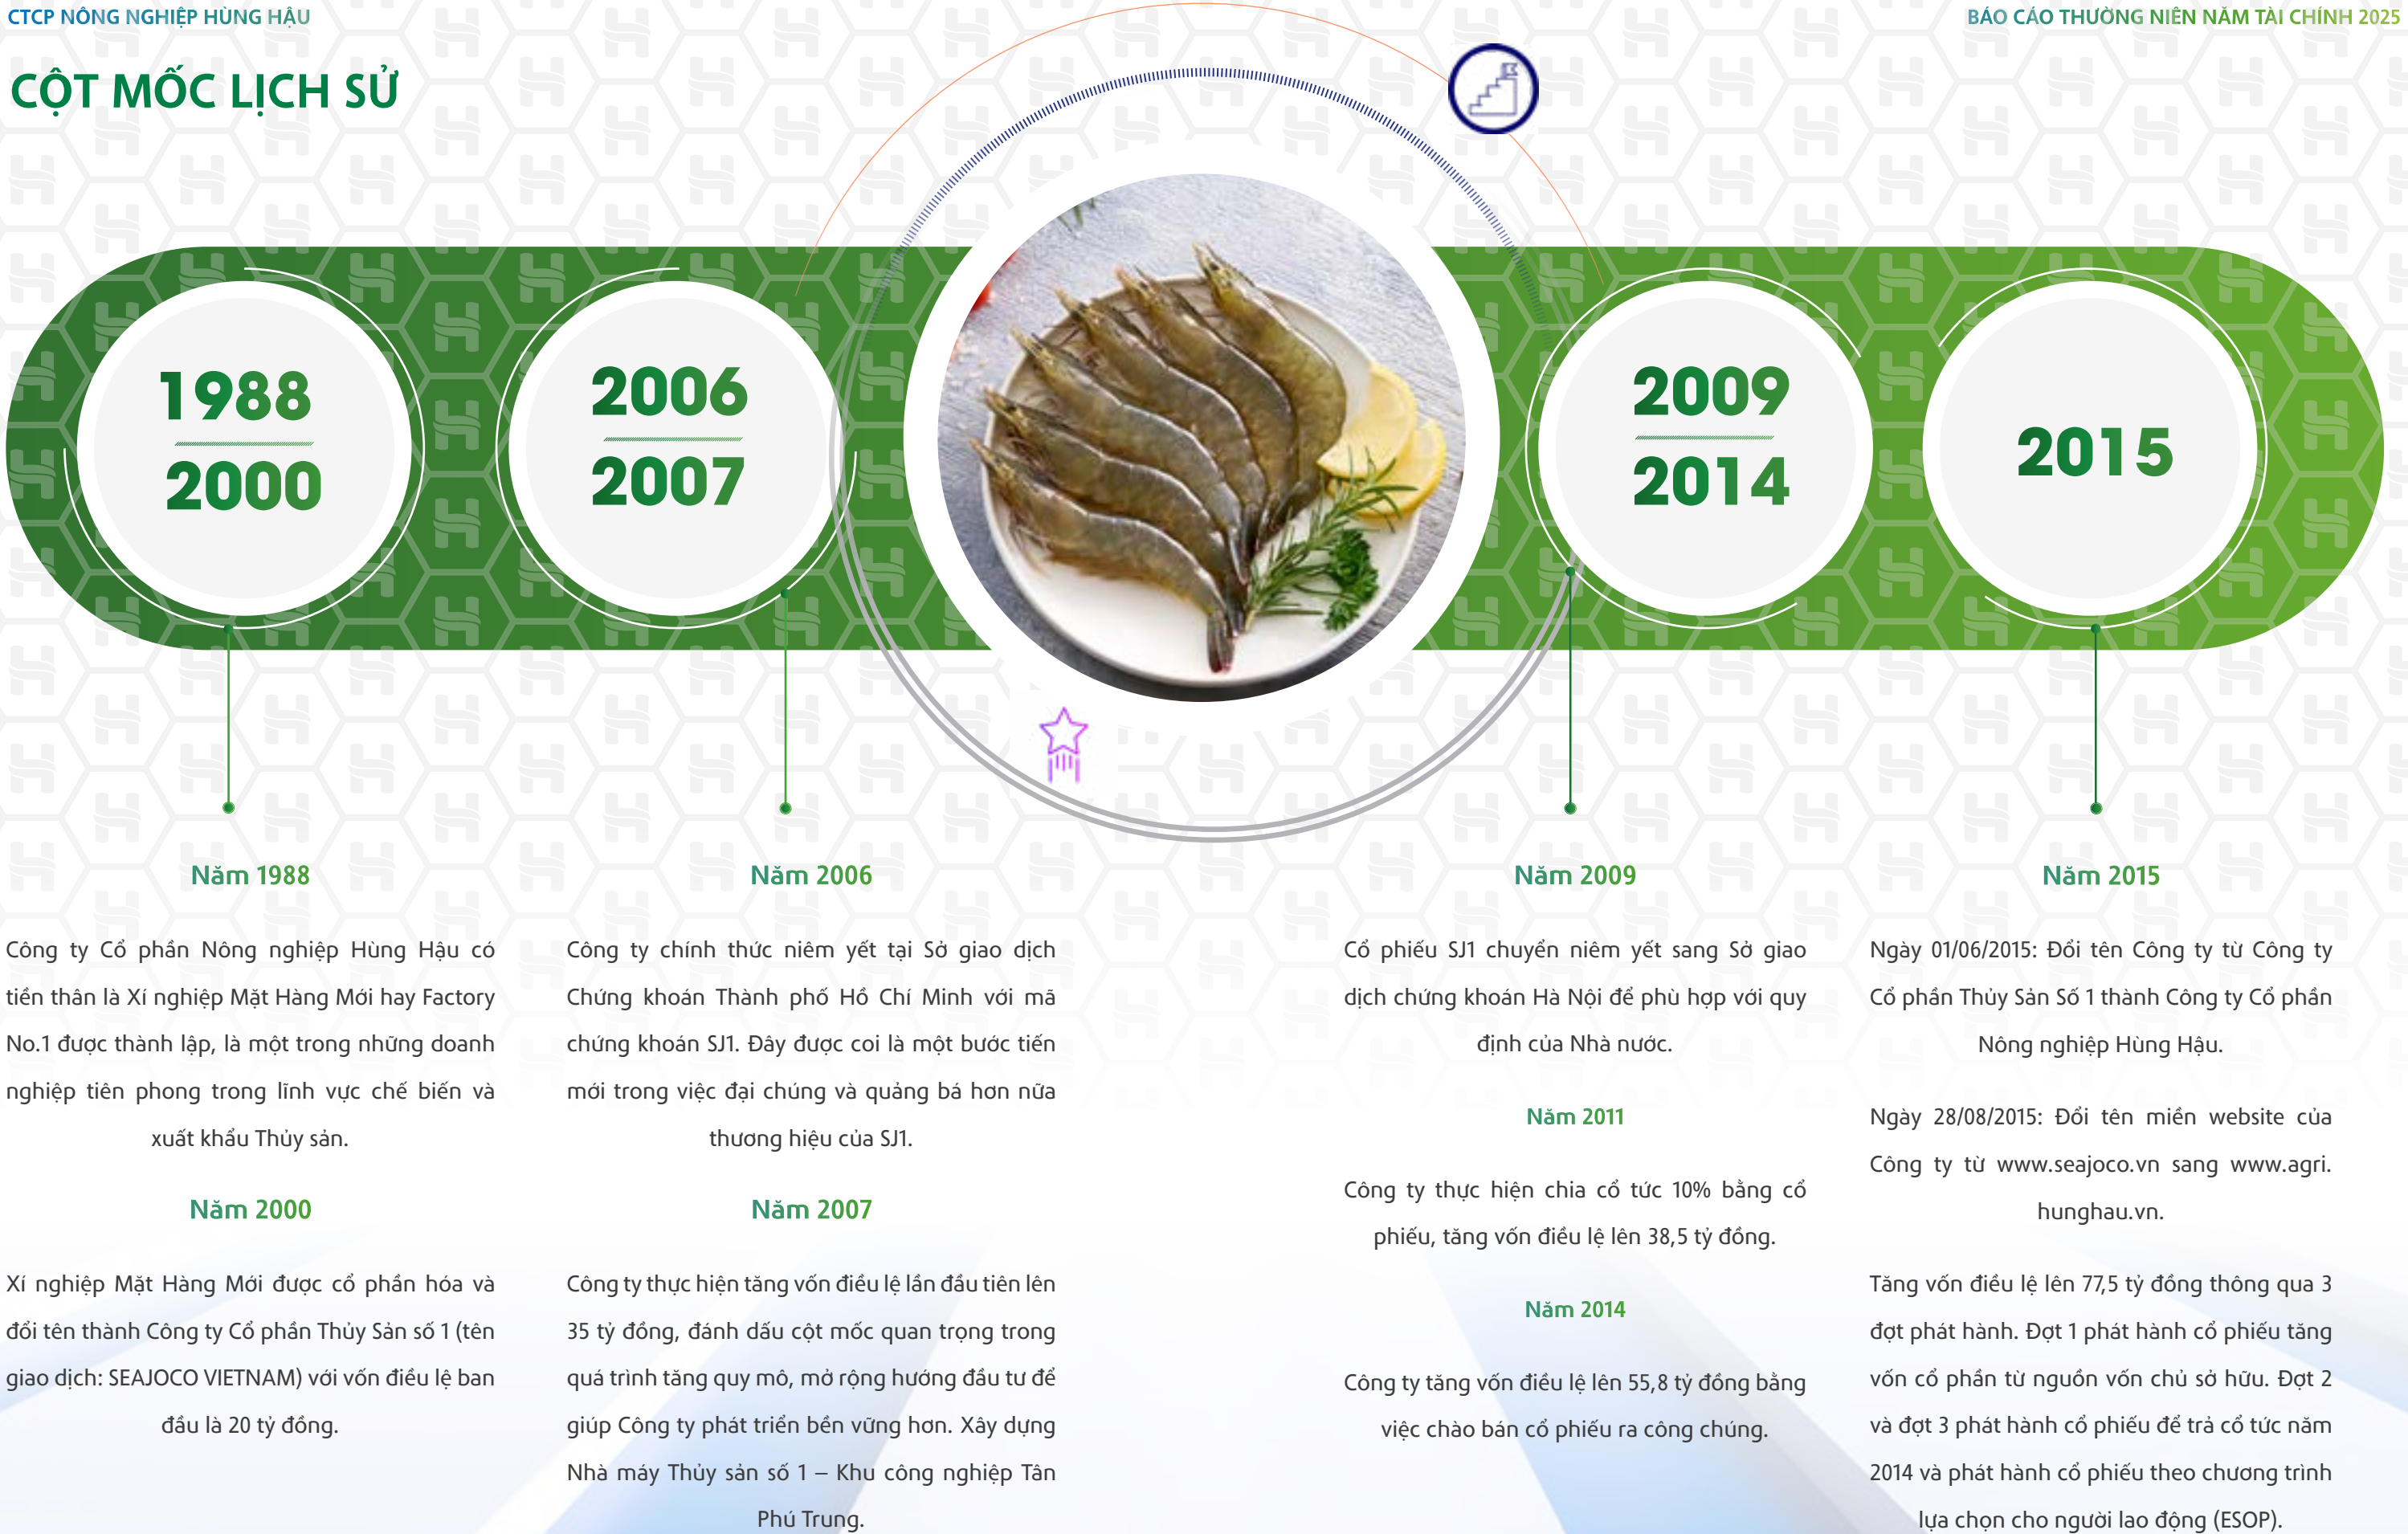 CTCP NÔNG NGHIỆP HÙNG HẬU
BÁO CÁO THƯỜNG NIÊN NĂM TÀI CHÍNH 2025
CỘT MỐC LỊCH SỬ
1988
2000
2006
2007
2009
2014
2015
Năm 1988
Công ty Cổ phần Nông nghiệp Hùng Hậu có
tiền thân là Xí nghiệp Mặt Hàng Mới hay Factory
No.1 được thành lập, là một trong những doanh
nghiệp tiên phong trong lĩnh vực chế biến và
xuất khẩu Thủy sản.
Năm 2000
Xí nghiệp Mặt Hàng Mới được cổ phần hóa và
đổi tên thành Công ty Cổ phần Thủy Sản số 1 (tên
giao dịch: SEAJOCO VIETNAM) với vốn điều lệ ban
đầu là 20 tỷ đồng.
Năm 2006
Công ty chính thức niêm yết tại Sở giao dịch
Chứng khoán Thành phố Hồ Chí Minh với mã
chứng khoán SJ1. Đây được coi là một bước tiến
mới trong việc đại chúng và quảng bá hơn nữa
thương hiệu của SJ1.
Năm 2007
Công ty thực hiện tăng vốn điều lệ lần đầu tiên lên
35 tỷ đồng, đánh dấu cột mốc quan trọng trong
quá trình tăng quy mô, mở rộng hướng đầu tư để
giúp Công ty phát triển bền vững hơn. Xây dựng
Nhà máy Thủy sản số 1 – Khu công nghiệp Tân
Phú Trung.
Năm 2009
Cổ phiếu SJ1 chuyển niêm yết sang Sở giao
dịch chứng khoán Hà Nội để phù hợp với quy
định của Nhà nước.
Năm 2011
Công ty thực hiện chia cổ tức 10% bằng cổ
phiếu, tăng vốn điều lệ lên 38,5 tỷ đồng.
Năm 2014
Công ty tăng vốn điều lệ lên 55,8 tỷ đồng bằng
việc chào bán cổ phiếu ra công chúng.
Năm 2015
Ngày 01/06/2015: Đổi tên Công ty từ Công ty
Cổ phần Thủy Sản Số 1 thành Công ty Cổ phần
Nông nghiệp Hùng Hậu.
Ngày 28/08/2015: Đổi tên miền website của
Công ty từ www.seajoco.vn sang www.agri.
hunghau.vn.
Tăng vốn điều lệ lên 77,5 tỷ đồng thông qua 3
đợt phát hành. Đợt 1 phát hành cổ phiếu tăng
vốn cổ phần từ nguồn vốn chủ sở hữu. Đợt 2
và đợt 3 phát hành cổ phiếu để trả cổ tức năm
2014 và phát hành cổ phiếu theo chương trình
lựa chọn cho người lao động (ESOP).